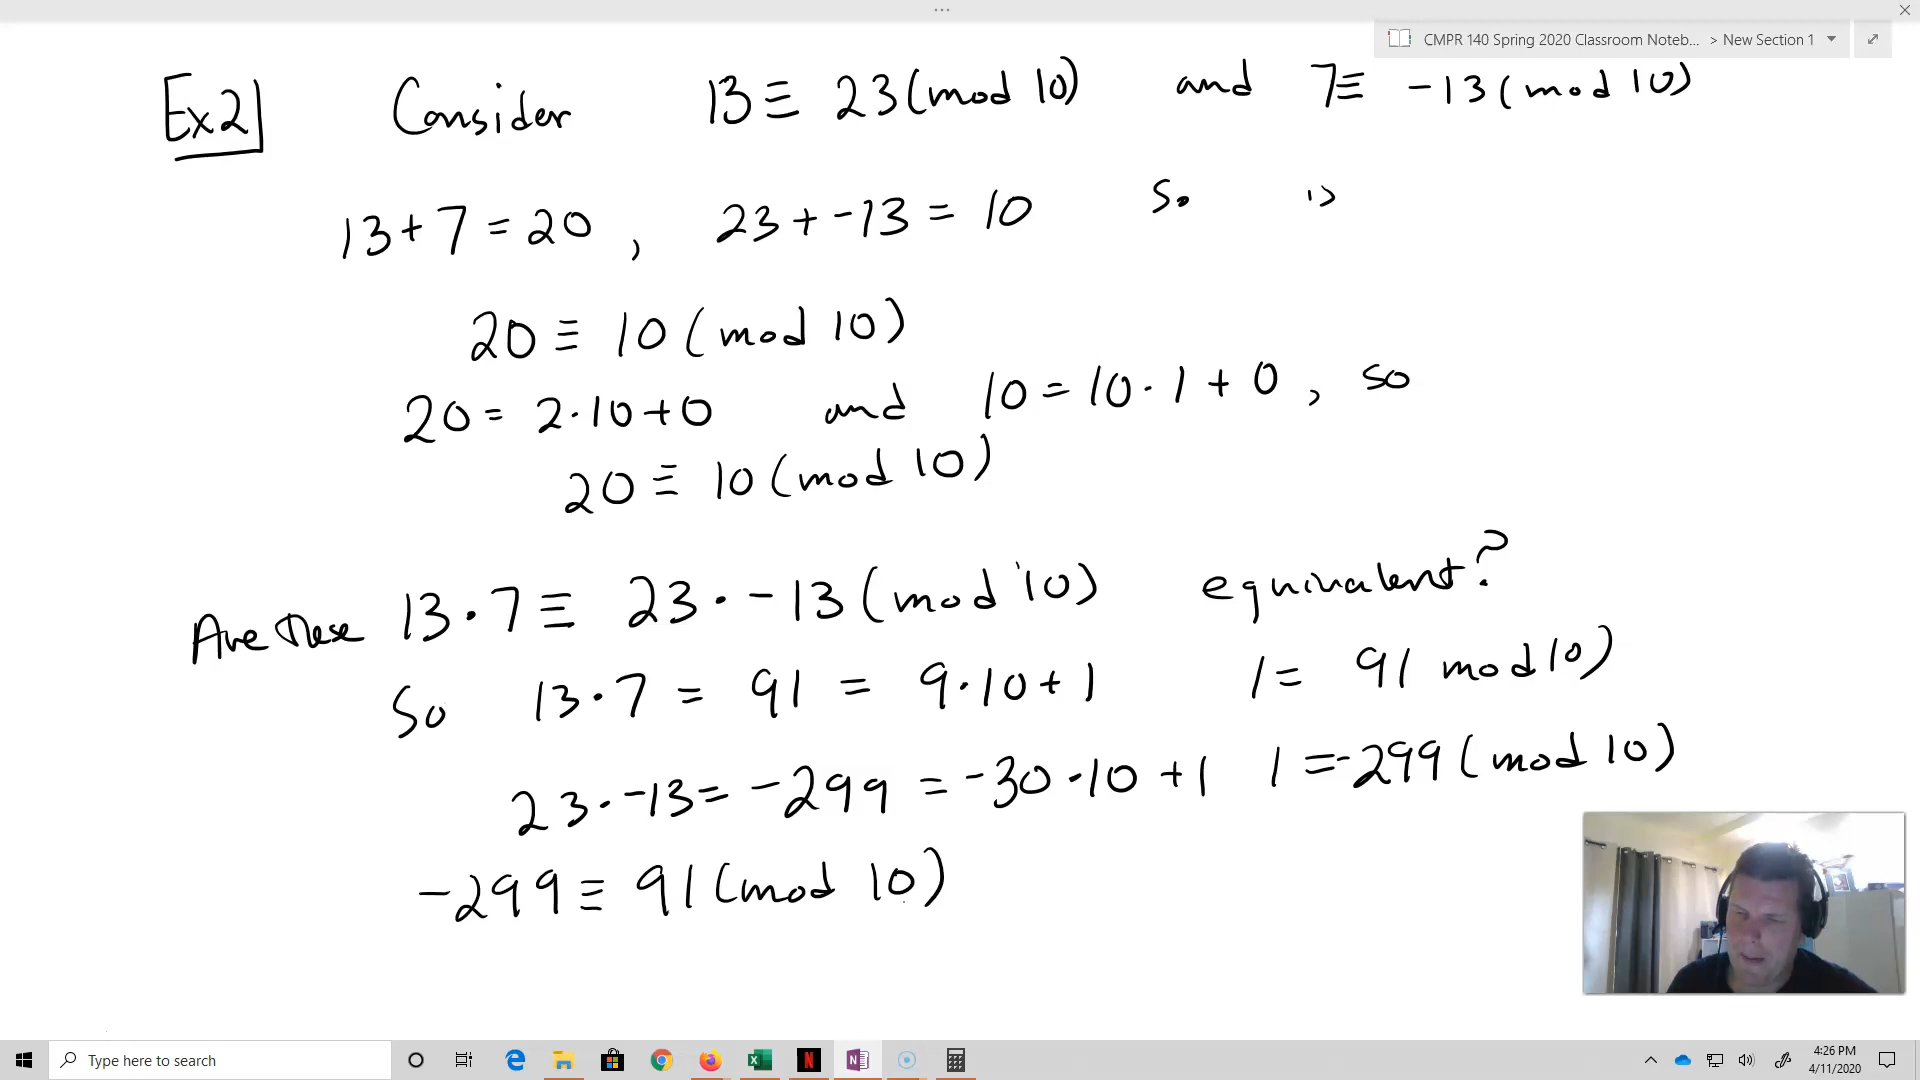 CMPR 140 Spring 2020 Classroom Noteb... > New Section 1
Ex2 Consider 13 ≡ 23 (mod 10) and 7 ≡ -13 (mod 10)
13 + 7 = 20 , 23 + -13 = 10 So is
20 ≡ 10 (mod 10)
20 = 2 · 10 + 0 and 10 = 10 · 1 + 0 , so
20 ≡ 10 (mod 10)
Are these 13 · 7 ≡ 23 · -13 (mod 10) equivalent?
So 13 · 7 = 91 = 9 · 10 + 1 1 = 91 mod 10)
23 · -13 = -299 = -30 · 10 + 1 1 = -299 (mod 10)
-299 ≡ 91 (mod 10)
Type here to search
4:26 PM
4/11/2020